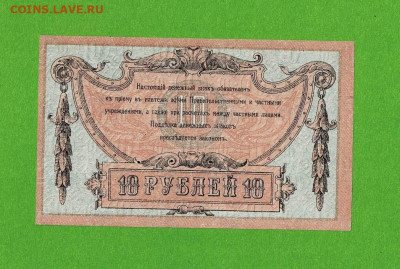 COINS.LAVE.RU
Настоящій денежный знакъ обязателенъ
къ пріему въ платежи всѣми Правительственными и частными
учрежденіями, а также при расчетахъ между частными лицами.
Поддѣлка денежныхъ знаковъ
преслѣдуется закономъ.
10 РУБЛЕЙ 10